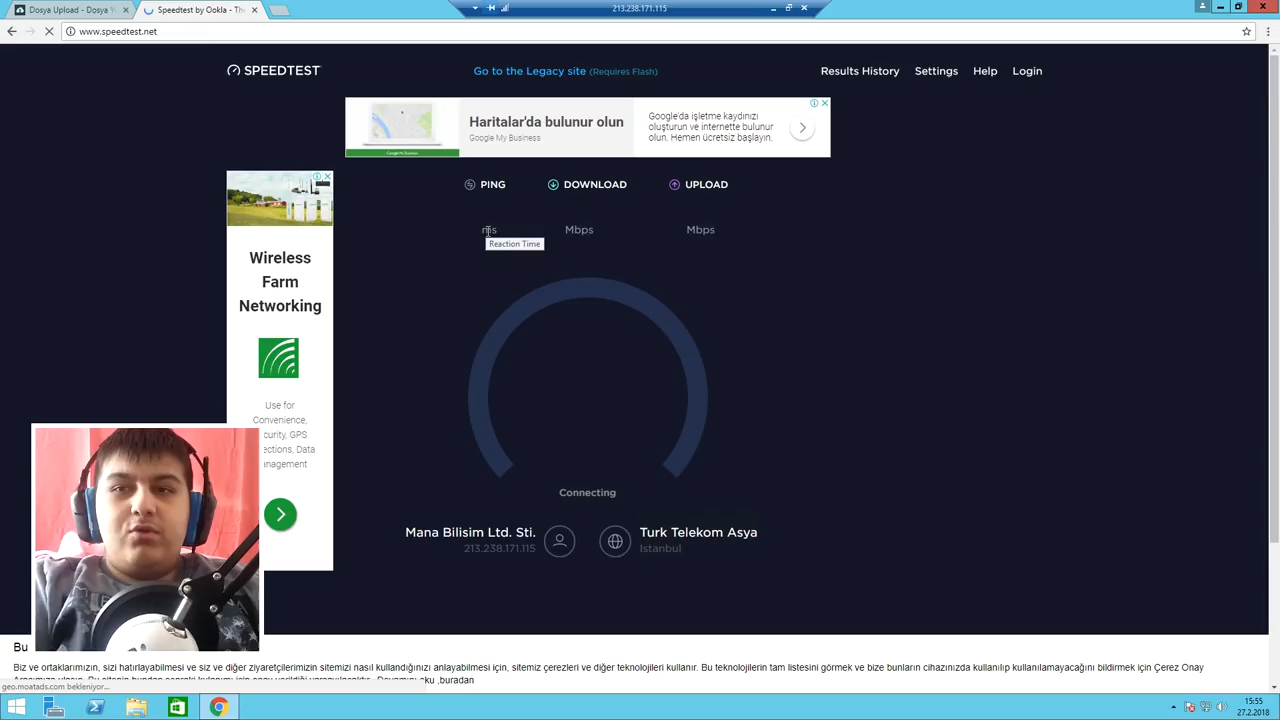 Dosya Upload - Dosya Y
Speedtest by Ookla - The
213.238.171.115
www.speedtest.net
SPEEDTEST
Go to the Legacy site (Requires Flash)
Results History
Settings
Help
Login
Haritalar'da bulunur olun
Google My Business
Google'da işletme kaydınızı
oluşturun ve internette bulunur
olun. Hemen ücretsiz başlayın.
PING
DOWNLOAD
UPLOAD
ms
Mbps
Mbps
Reaction Time
Wireless
Farm
Networking
Use for
Convenience,
curity, GPS
ections, Data
anagement
Connecting
Mana Bilisim Ltd. Sti.
213.238.171.115
Turk Telekom Asya
Istanbul
Bu
Biz ve ortaklarımızın, sizi hatırlayabilmesi ve siz ve diğer ziyaretçilerimizin sitemizi nasıl kullandığınızı anlayabilmesi için, sitemiz çerezleri ve diğer teknolojileri kullanır. Bu teknolojilerin tam listesini görmek ve bize bunların cihazınızda kullanılıp kullanılamayacağını bildirmek için Çerez Onay
geo.moatads.com bekleniyor...
15:55
27.2.2018